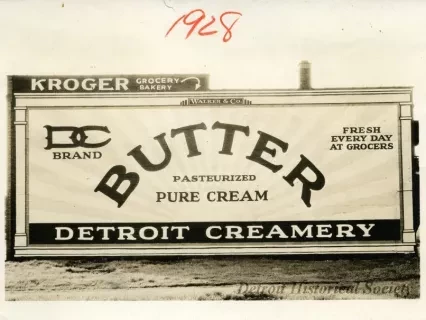 1928
KROGER GROCERY BAKERY
WALKER & CO
DC
BRAND
BUTTER
FRESH
EVERY DAY
AT GROCERS
PASTEURIZED
PURE CREAM
DETROIT CREAMERY
Detroit Historical Society